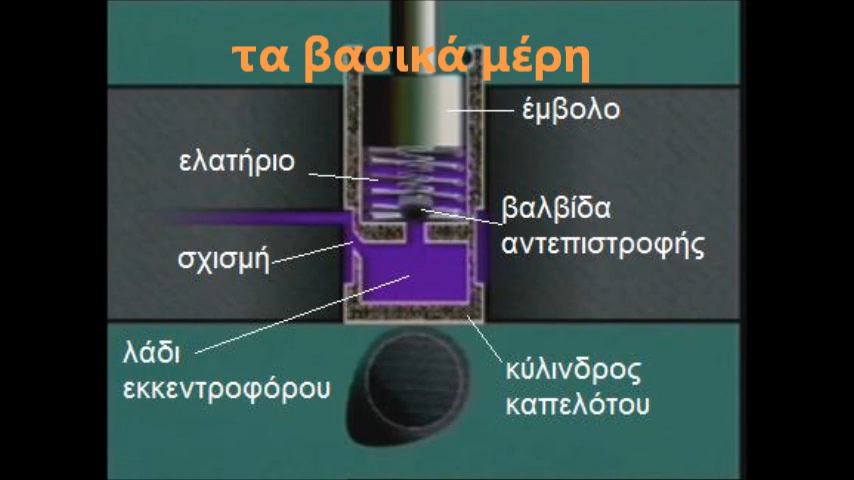 τα βασικά μέρη
έμβολο
ελατήριο
βαλβίδα
αντεπιστροφής
σχισμή
λάδι
εκκεντροφόρου
κύλινδρος
καπελότου